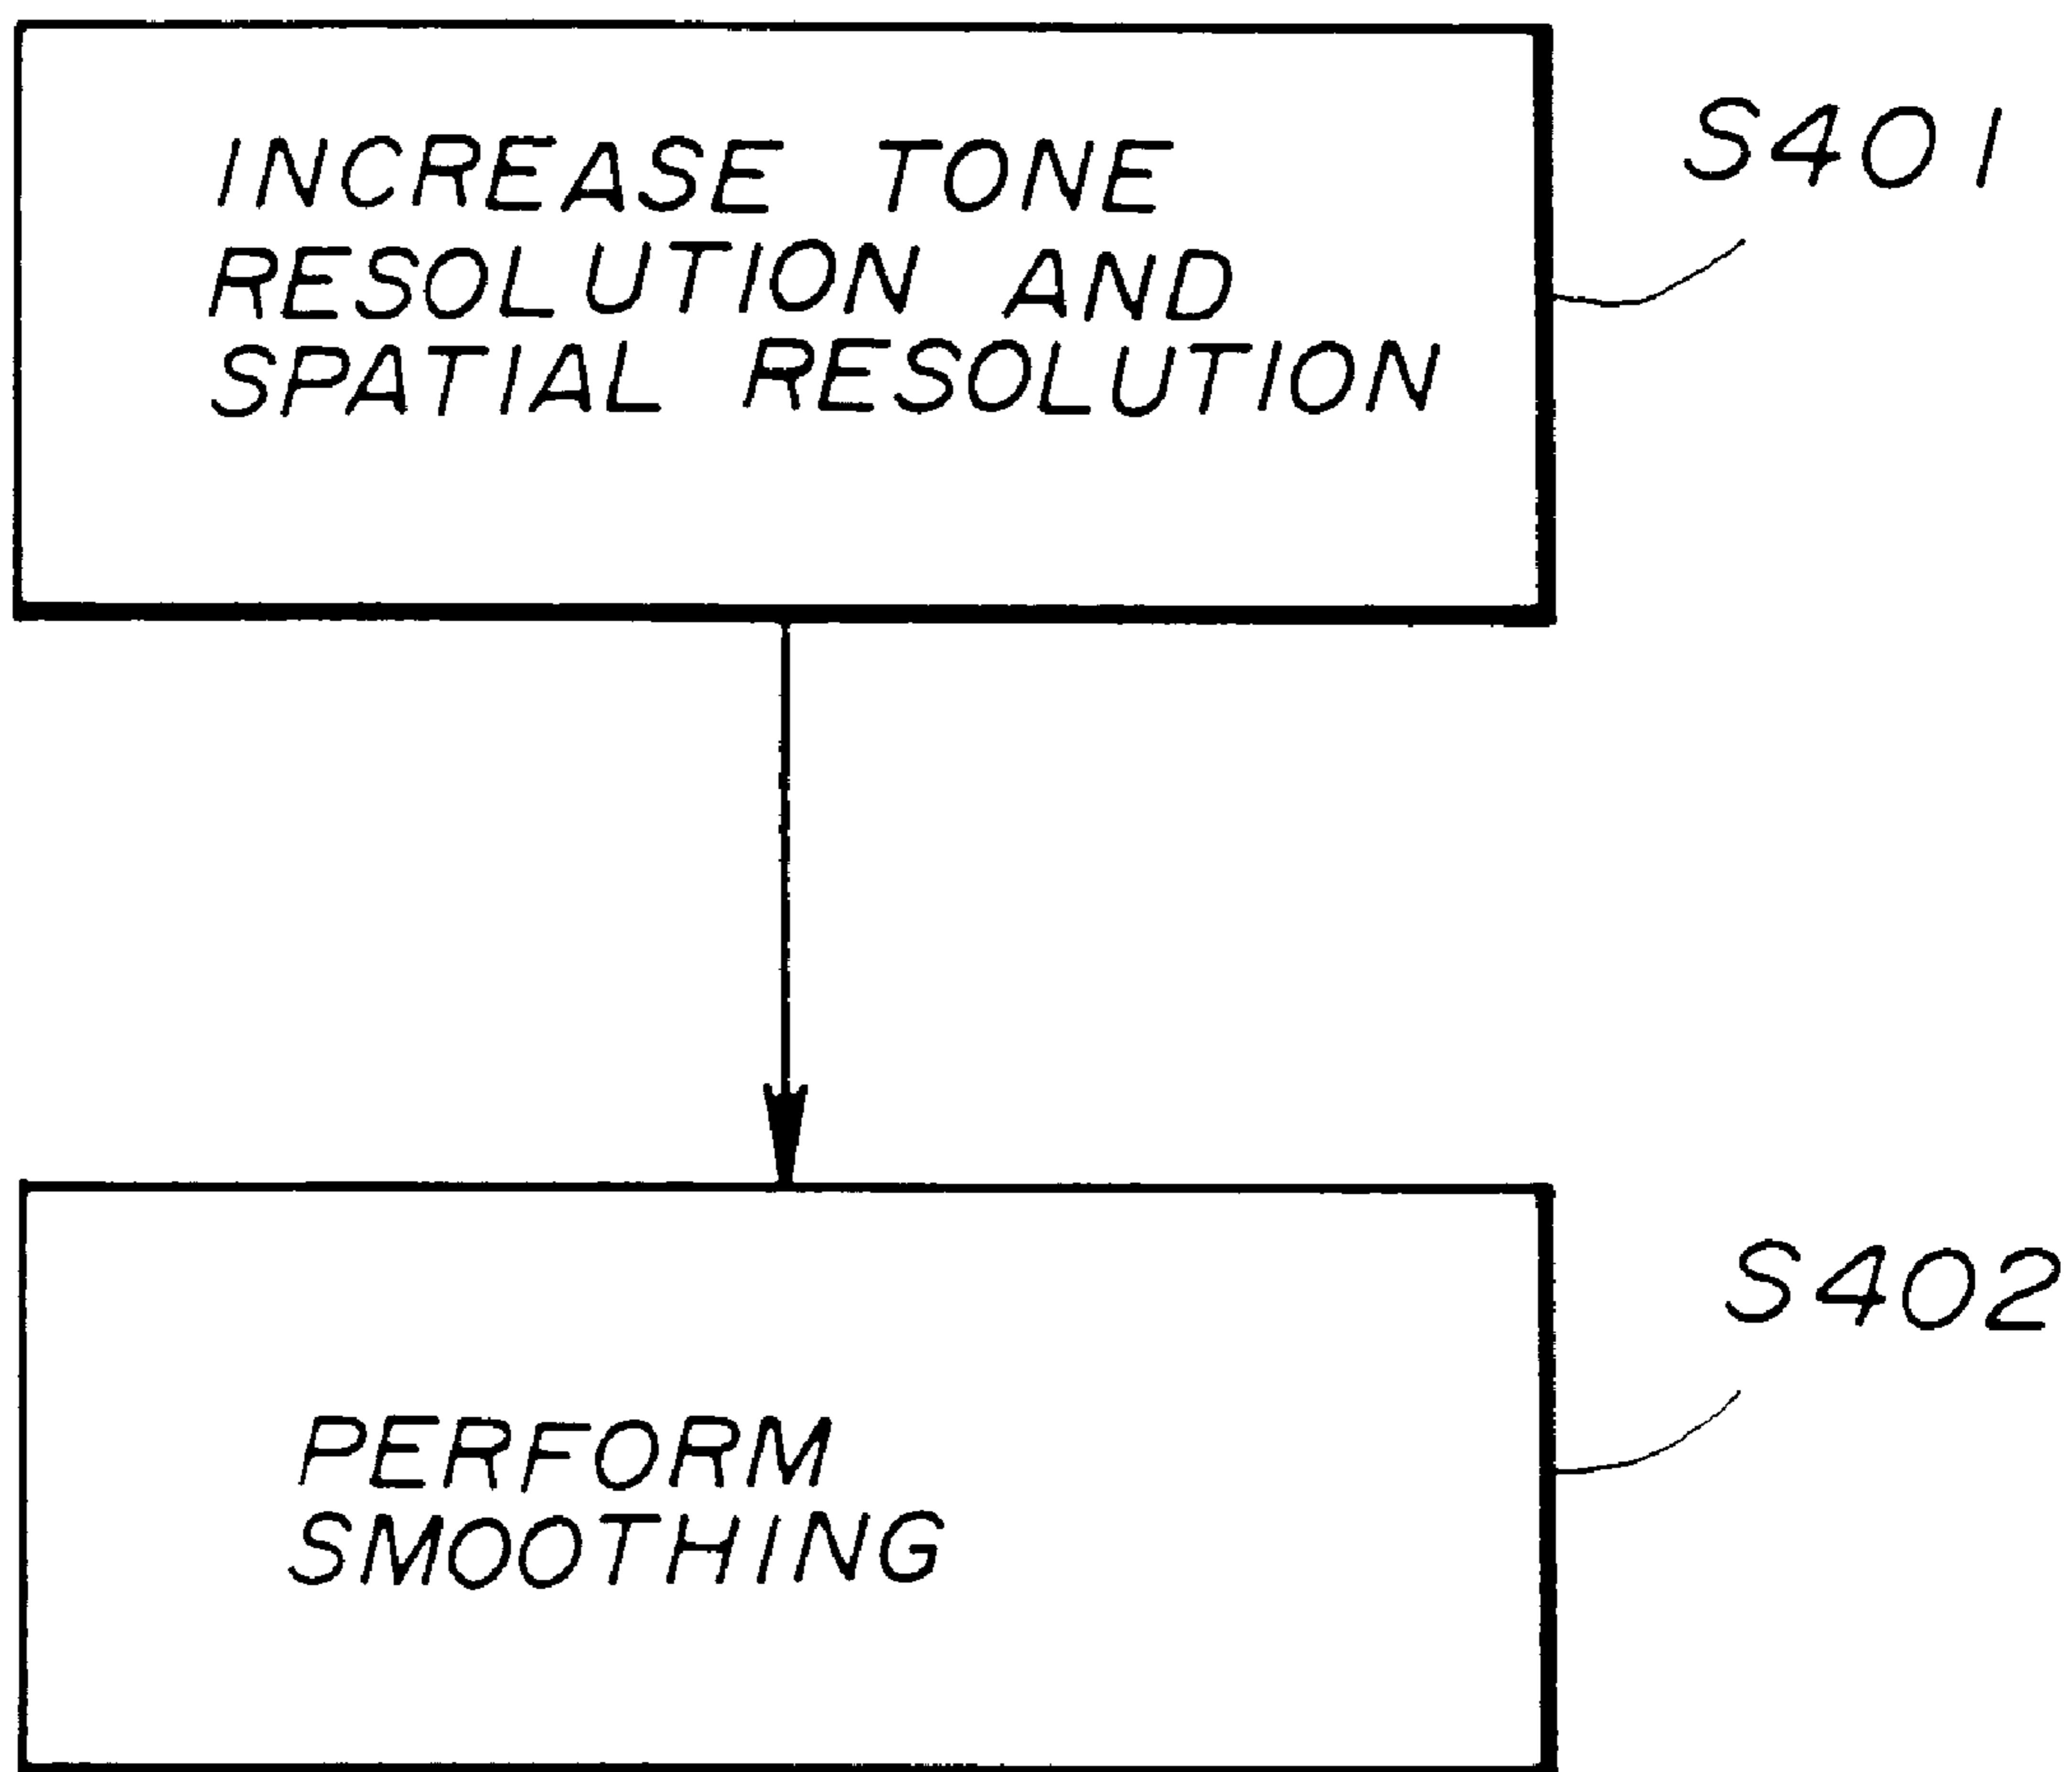 INCREASE TONE
RESOLUTION AND
SPATIAL RESOLUTION
S401
PERFORM
SMOOTHING
S402